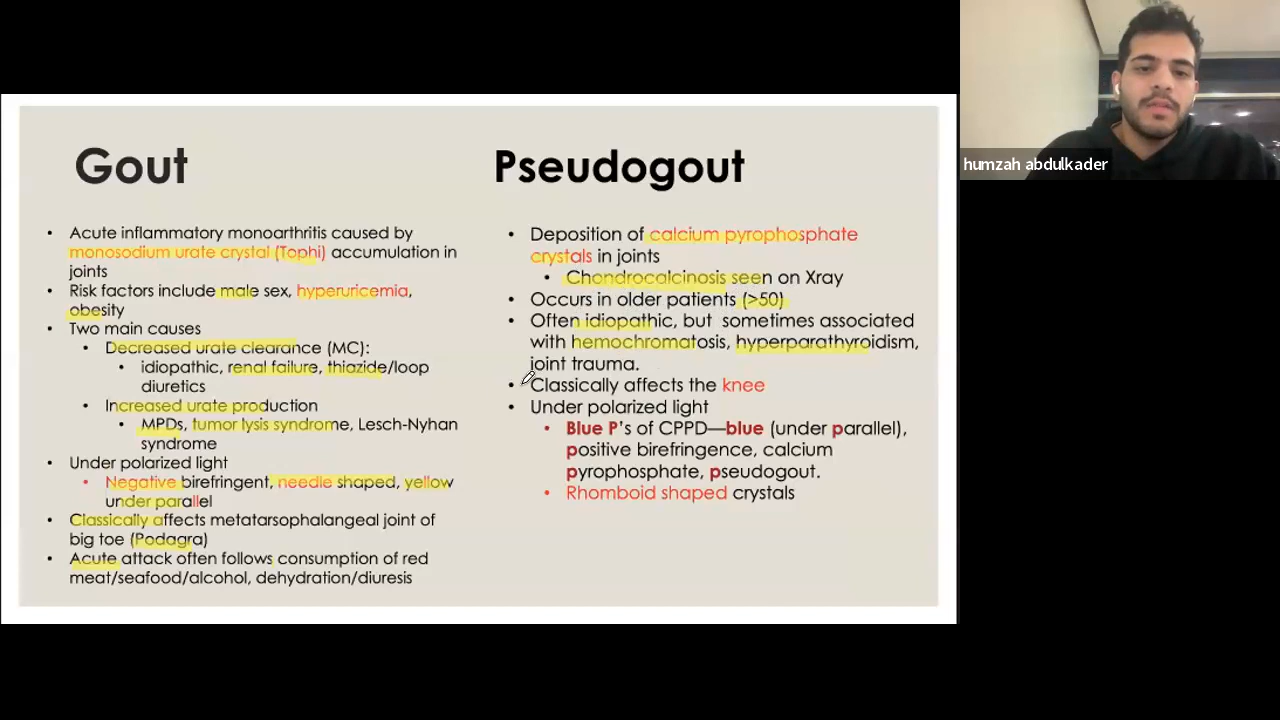 Gout
• Acute inflammatory monoarthritis caused by
monosodium urate crystal (Tophi) accumulation in
joints
• Risk factors include male sex, hyperuricemia,
obesity
• Two main causes
• Decreased urate clearance (MC):
• idiopathic, renal failure, thiazide/loop
diuretics
• Increased urate production
• MPDs, tumor lysis syndrome, Lesch-Nyhan
syndrome
• Under polarized light
• Negative birefringent, needle shaped, yellow
under parallel
• Classically affects metatarsophalangeal joint of
big toe (Podagra)
• Acute attack often follows consumption of red
meat/seafood/alcohol, dehydration/diuresis
Pseudogout
• Deposition of calcium pyrophosphate
crystals in joints
• Chondrocalcinosis seen on Xray
• Occurs in older patients (>50)
• Often idiopathic, but sometimes associated
with hemochromatosis, hyperparathyroidism,
joint trauma.
• Classically affects the knee
• Under polarized light
• Blue P's of CPPD—blue (under parallel),
positive birefringence, calcium
pyrophosphate, pseudogout.
• Rhomboid shaped crystals
humzah abdulkader